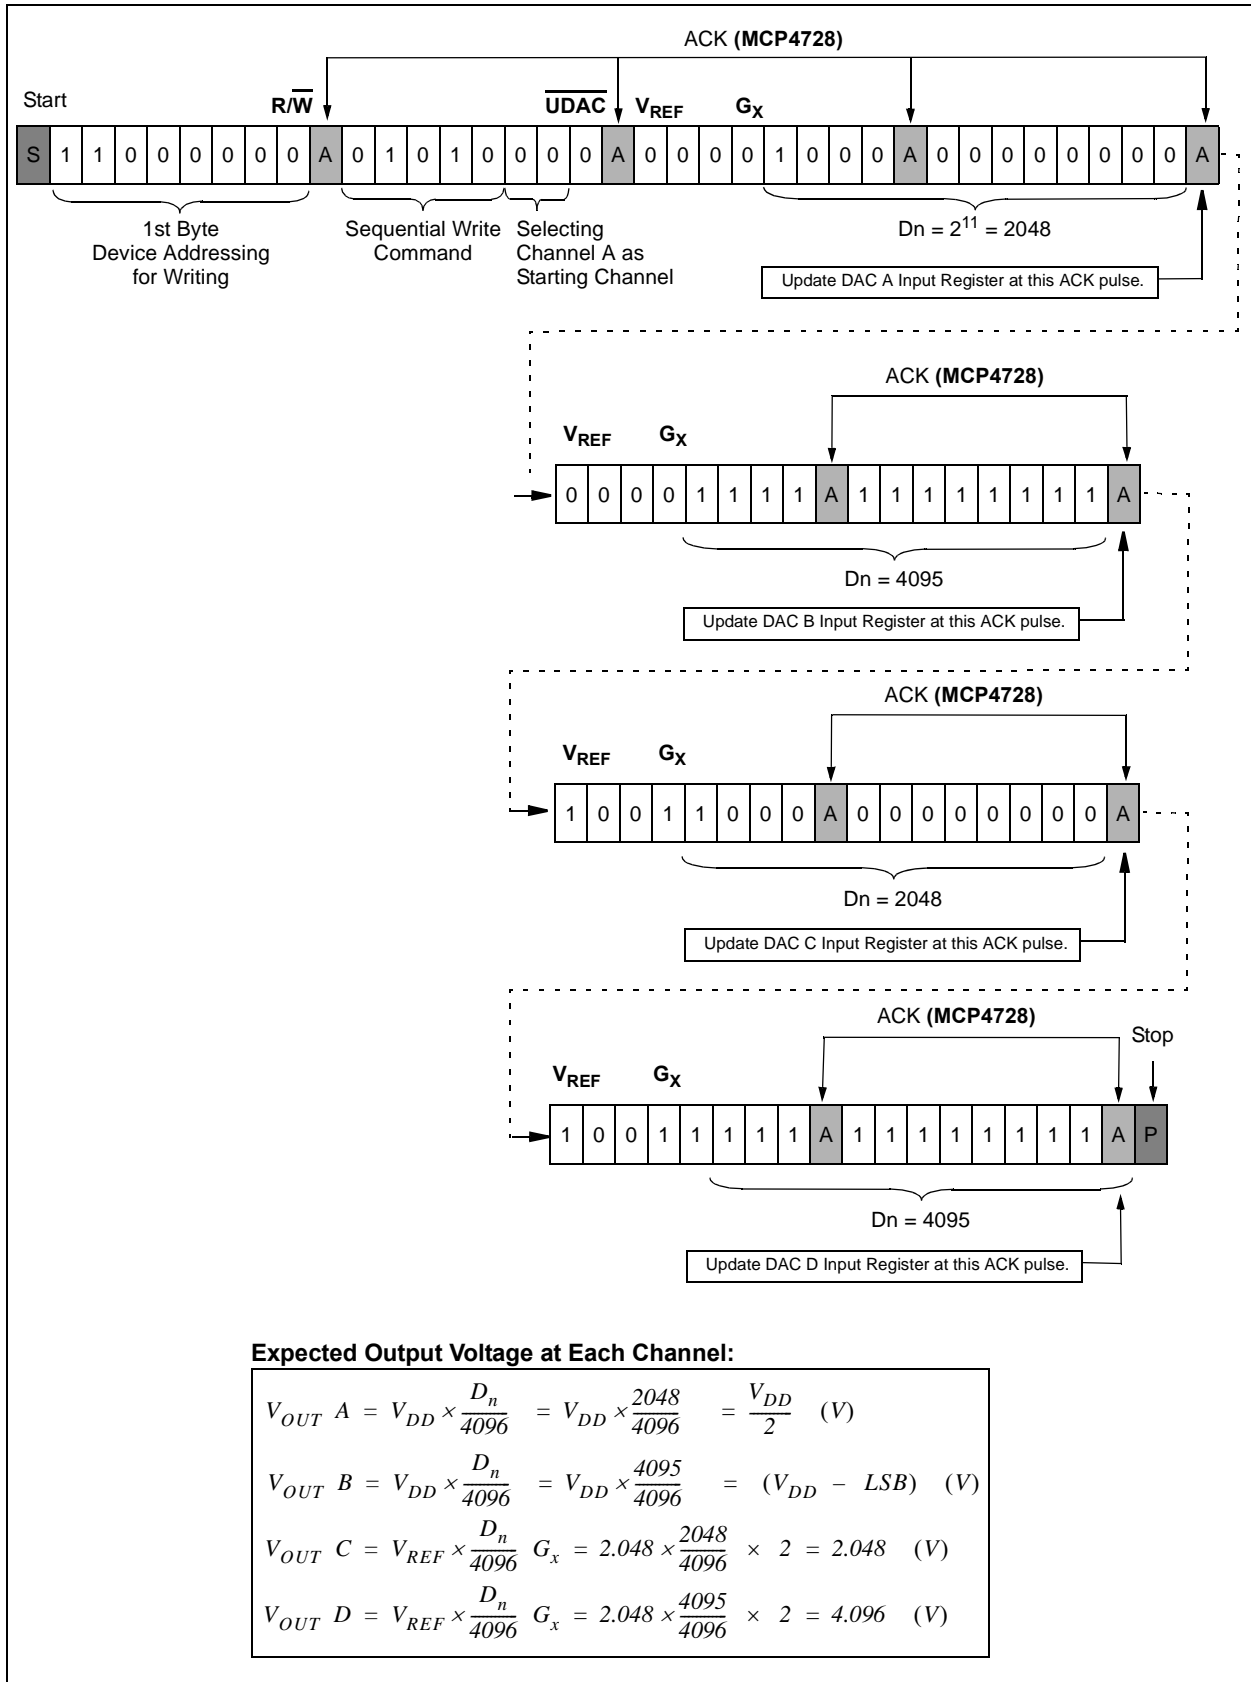 ACK (MCP4728)
Start R/W UDAC VREF GX
S 1 1 0 0 0 0 0 0 A 0 1 0 1 0 0 0 0 A 0 0 0 0 1 0 0 0 A 0 0 0 0 0 0 0 0 A
1st Byte
Device Addressing
for Writing
Sequential Write
Command
Selecting
Channel A as
Starting Channel
Dn = 2^11 = 2048
Update DAC A Input Register at this ACK pulse.
ACK (MCP4728)
VREF GX
0 0 0 0 1 1 1 1 A 1 1 1 1 1 1 1 1 A
Dn = 4095
Update DAC B Input Register at this ACK pulse.
ACK (MCP4728)
VREF GX
1 0 0 1 1 0 0 0 A 0 0 0 0 0 0 0 0 A
Dn = 2048
Update DAC C Input Register at this ACK pulse.
ACK (MCP4728)
Stop
VREF GX
1 0 0 1 1 1 1 1 A 1 1 1 1 1 1 1 1 A P
Dn = 4095
Update DAC D Input Register at this ACK pulse.
Expected Output Voltage at Each Channel:
VOUT A = VDD × Dn/4096 = VDD × 2048/4096 = VDD/2 (V)
VOUT B = VDD × Dn/4096 = VDD × 4095/4096 = (VDD – LSB) (V)
VOUT C = VREF × Dn/4096 Gx = 2.048 × 2048/4096 × 2 = 2.048 (V)
VOUT D = VREF × Dn/4096 Gx = 2.048 × 4095/4096 × 2 = 4.096 (V)